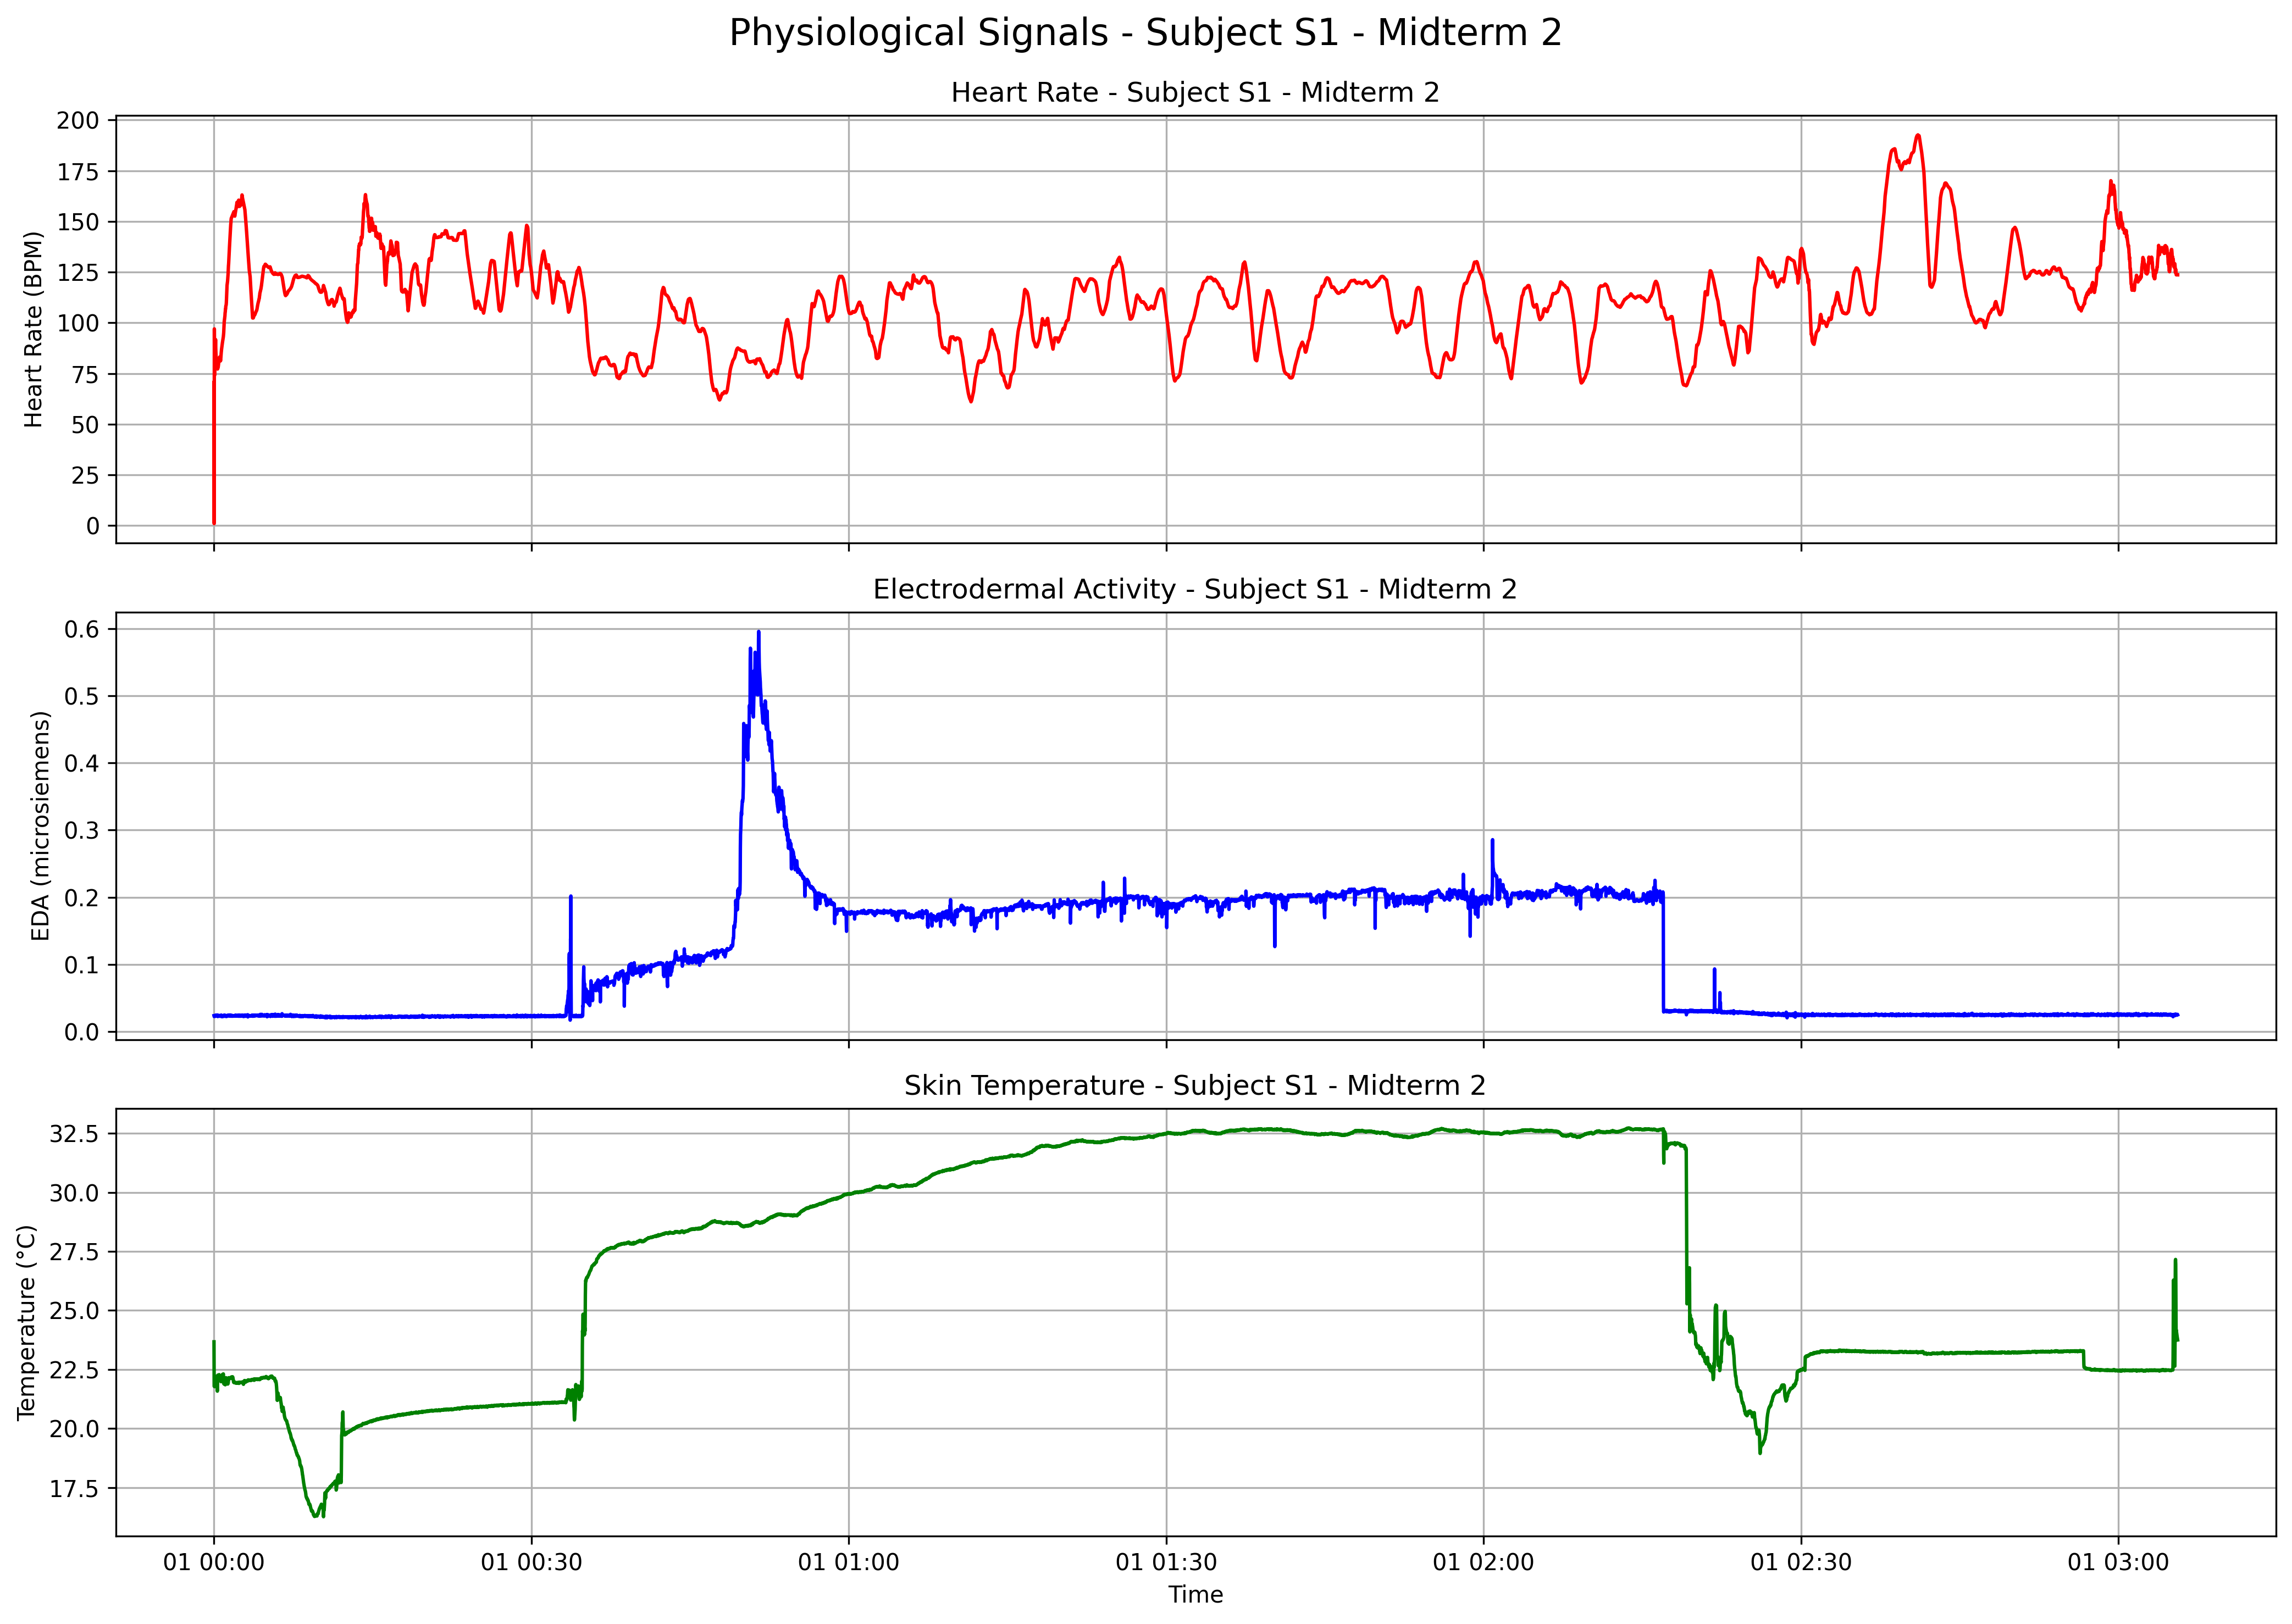 Physiological Signals - Subject S1 - Midterm 2
Heart Rate - Subject S1 - Midterm 2
Heart Rate (BPM)
200
175
150
125
100
75
50
25
0
Electrodermal Activity - Subject S1 - Midterm 2
EDA (microsiemens)
0.6
0.5
0.4
0.3
0.2
0.1
0.0
Skin Temperature - Subject S1 - Midterm 2
Temperature (°C)
32.5
30.0
27.5
25.0
22.5
20.0
17.5
01 00:00 01 00:30 01 01:00 01 01:30 01 02:00 01 02:30 01 03:00
Time